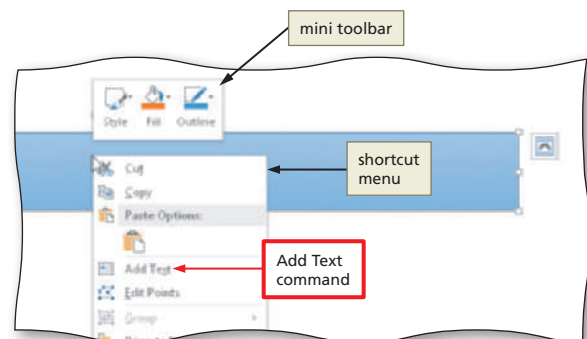 mini toolbar
Style Fill Outline
shortcut
menu
Cut
Copy
Paste Options:
Add Text
Add Text
command
Edit Points
Group